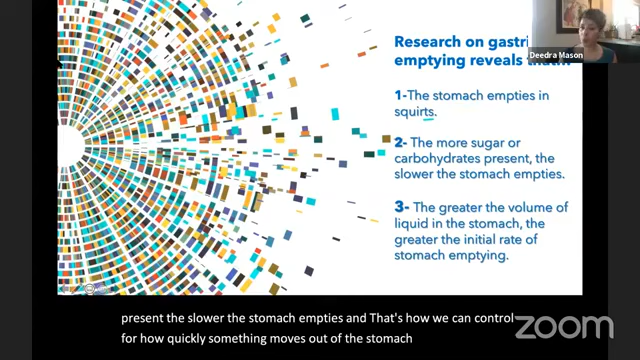 Research on gastri
emptying reveals that:
Deedra Mason
1-The stomach empties in
squirts.
2- The more sugar or
carbohydrates present, the
slower the stomach empties.
3- The greater the volume of
liquid in the stomach, the
greater the initial rate of
stomach emptying.
present the slower the stomach empties and That's how we can control
for how quickly something moves out of the stomach
zoom